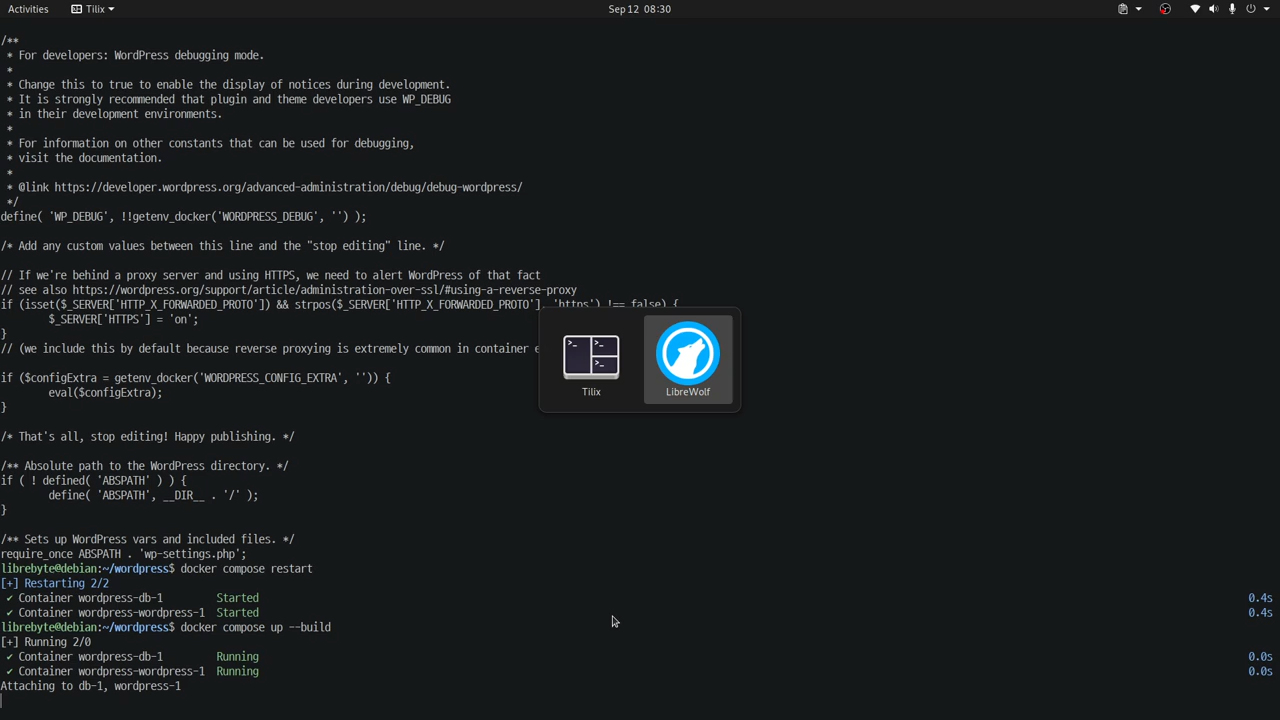 Activities
Tilix
Sep 12 08:30
/**
 * For developers: WordPress debugging mode.
 *
 * Change this to true to enable the display of notices during development.
 * It is strongly recommended that plugin and theme developers use WP_DEBUG
 * in their development environments.
 *
 * For information on other constants that can be used for debugging,
 * visit the documentation.
 *
 * @link https://developer.wordpress.org/advanced-administration/debug/debug-wordpress/
 */
define( 'WP_DEBUG', !!getenv_docker('WORDPRESS_DEBUG', '') );
/* Add any custom values between this line and the "stop editing" line. */
// If we're behind a proxy server and using HTTPS, we need to alert WordPress of that fact
// see also https://wordpress.org/support/article/administration-over-ssl/#using-a-reverse-proxy
if (isset($_SERVER['HTTP_X_FORWARDED_PROTO']) && strpos($_SERVER['HTTP_X_FORWARDED_PROTO'], 'https') !== false) {
        $_SERVER['HTTPS'] = 'on';
}
// (we include this by default because reverse proxying is extremely common in container e
if ($configExtra = getenv_docker('WORDPRESS_CONFIG_EXTRA', '')) {
        eval($configExtra);
}
/* That's all, stop editing! Happy publishing. */
/** Absolute path to the WordPress directory. */
if ( ! defined( 'ABSPATH' ) ) {
        define( 'ABSPATH', __DIR__ . '/' );
}
/** Sets up WordPress vars and included files. */
require_once ABSPATH . 'wp-settings.php';
librebyte@debian:~/wordpress$ docker compose restart
[+] Restarting 2/2
 ✔ Container wordpress-db-1         Started 0.4s
 ✔ Container wordpress-wordpress-1  Started 0.4s
librebyte@debian:~/wordpress$ docker compose up --build
[+] Running 2/0
 ✔ Container wordpress-db-1         Running 0.0s
 ✔ Container wordpress-wordpress-1  Running 0.0s
Attaching to db-1, wordpress-1
Tilix
LibreWolf